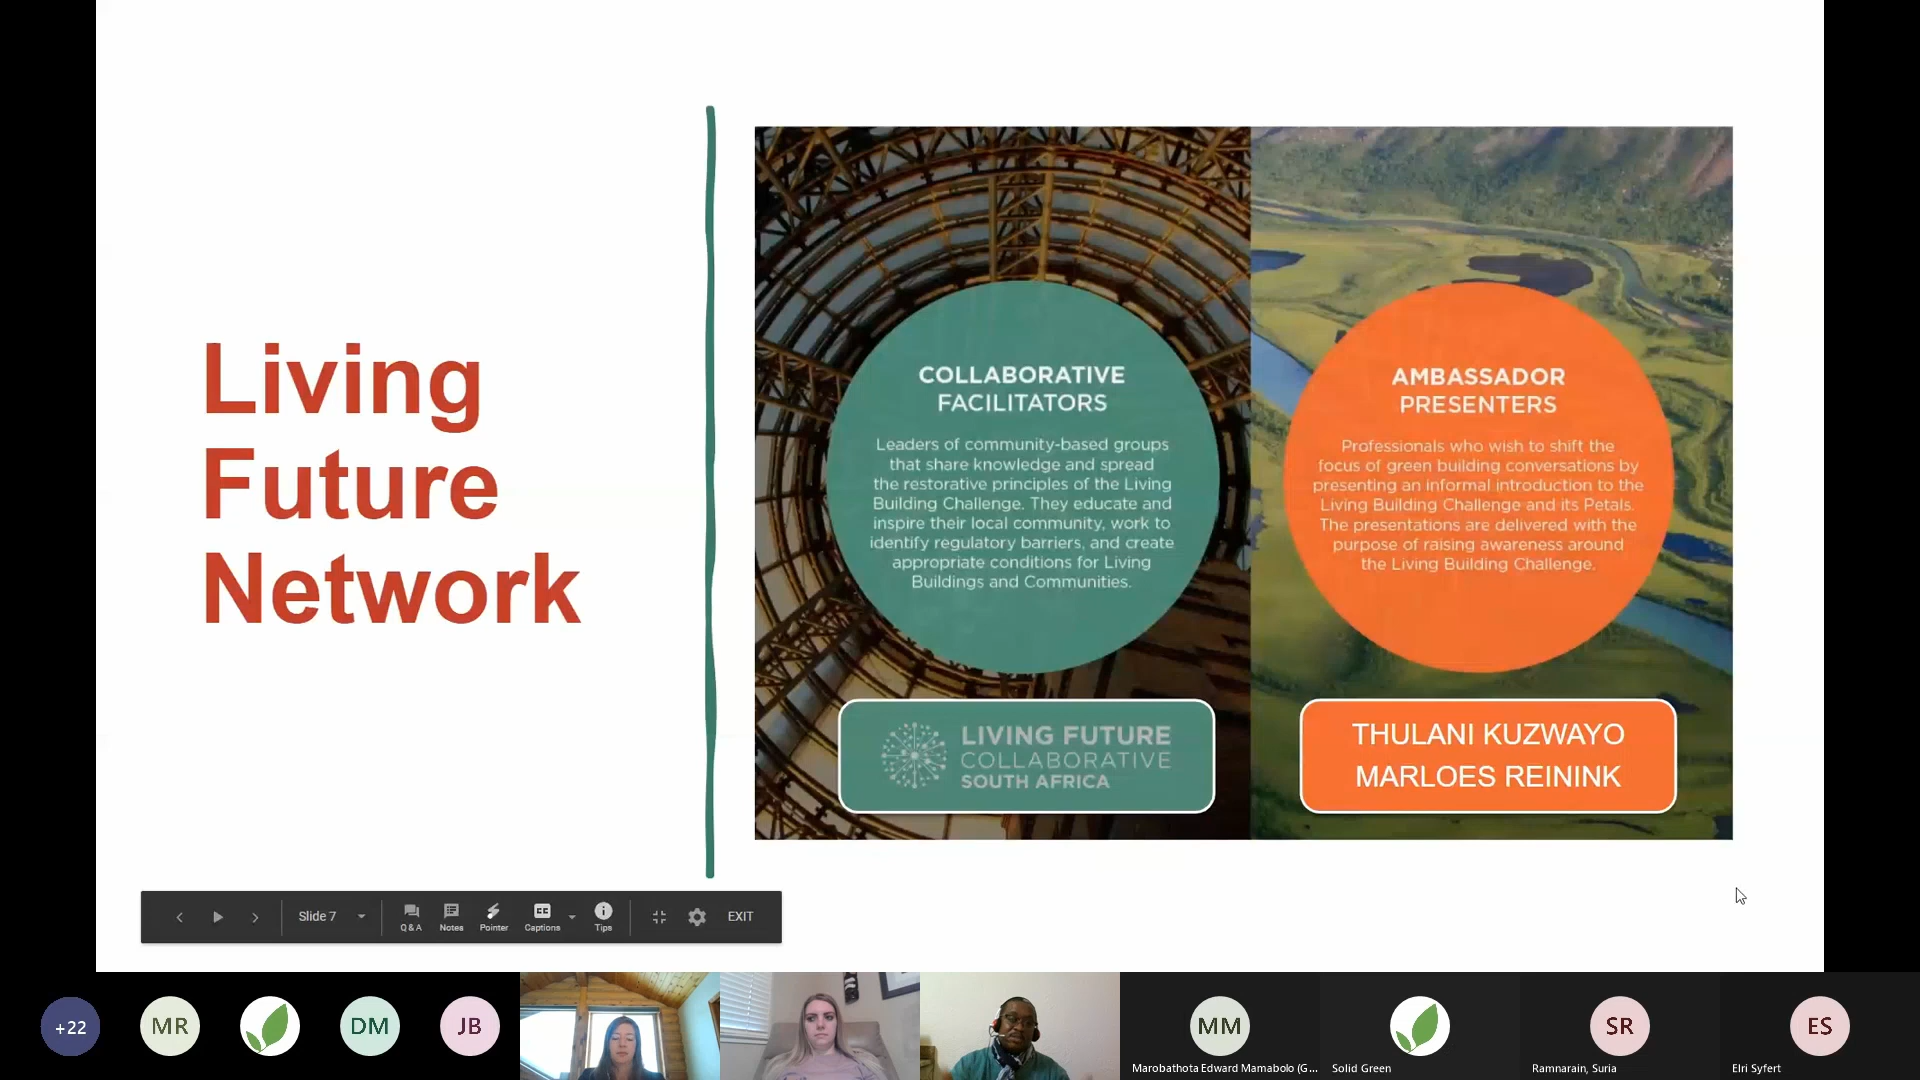 Living
Future
Network
COLLABORATIVE
FACILITATORS
Leaders of community-based groups
that share knowledge and spread
the restorative principles of the Living
Building Challenge. They educate and
inspire their local community, work to
identify regulatory barriers, and create
appropriate conditions for Living
Buildings and Communities.
LIVING FUTURE
COLLABORATIVE
SOUTH AFRICA
AMBASSADOR
PRESENTERS
Professionals who wish to shift the
focus of green building conversations by
presenting an informal introduction to the
Living Building Challenge and its Petals.
The presentations are delivered with the
purpose of raising awareness around
the Living Building Challenge.
THULANI KUZWAYO
MARLOES REININK
Slide 7
Q & A
Notes
Pointer
CC
Captions
Tips
EXIT
+22
MR
DM
JB
MM
Marobathota Edward Mamabolo (G...
Solid Green
SR
Ramnarain, Suria
ES
Elri Syfert